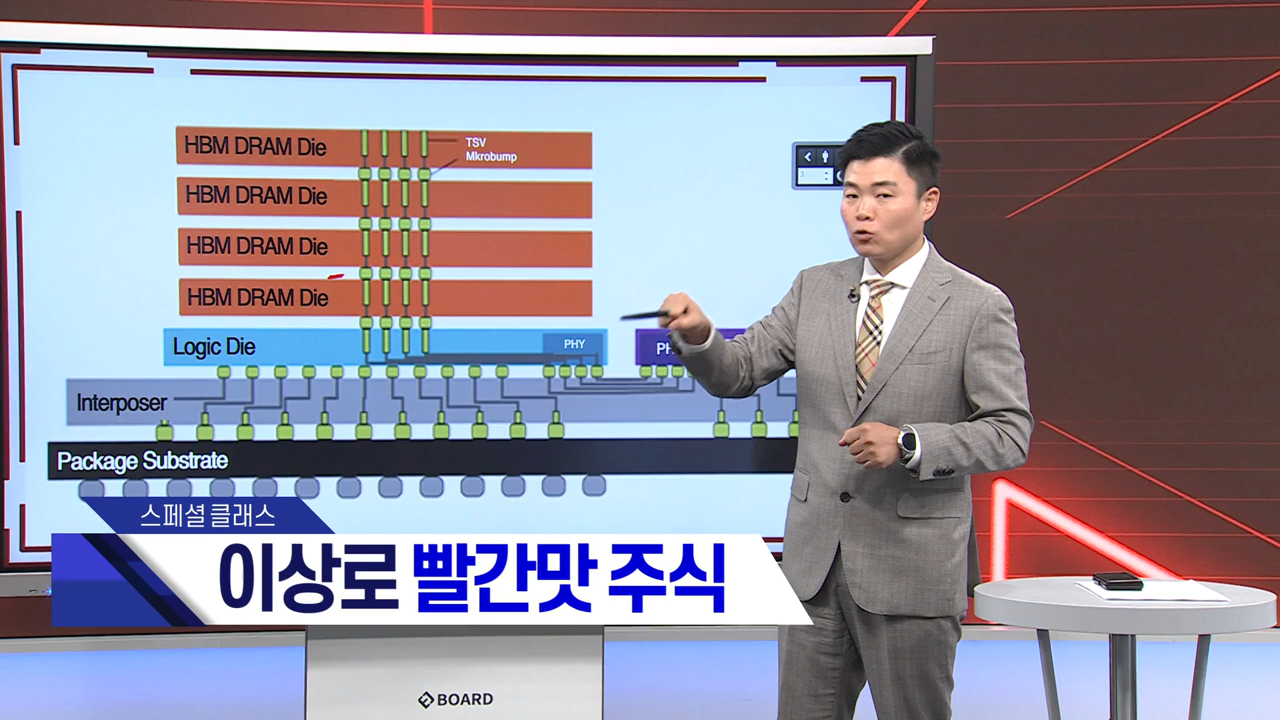 HBM DRAM Die
TSV
Mkrobump
HBM DRAM Die
HBM DRAM Die
HBM DRAM Die
Logic Die
PHY
Interposer
Package Substrate
스페셜 클래스
이상로 빨간맛 주식
BOARD